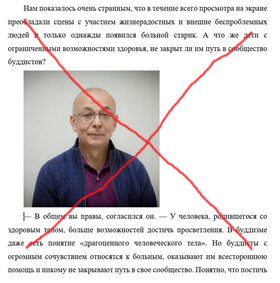 Нам показалось очень странным, что в течение всего просмотра на экране
преобладали сцены с участием жизнерадостных и внешне беспроблемных
людей и только однажды появился больной старик. А что же дети с
ограниченными возможностями здоровья, не закрыт ли им путь в сообщество
буддистов?
— В общем вы правы, согласился он. — У человека, родившегося со
здоровым телом, больше возможностей достичь просветления. В буддизме
даже есть понятие «драгоценного человеческого тела». Но буддисты с
огромным сочувствием относятся к больным, оказывают им всестороннюю
помощь и никому не закрывают путь в свое сообщество. Понятно, что постичь